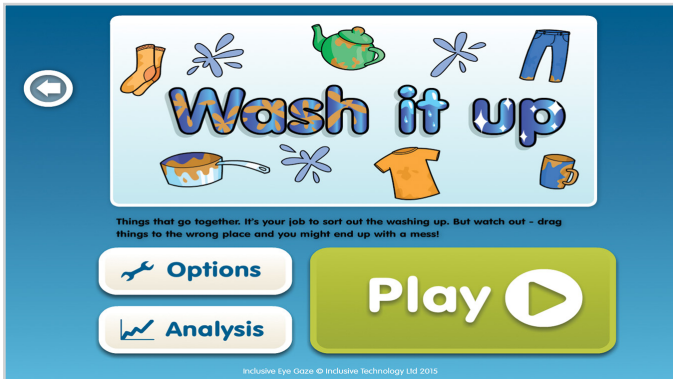 Wash it up
Things that go together. It's your job to sort out the washing up. But watch out - drag
things to the wrong place and you might end up with a mess!
Options
Play
Analysis
Inclusive Eye Gaze © Inclusive Technology Ltd 2015